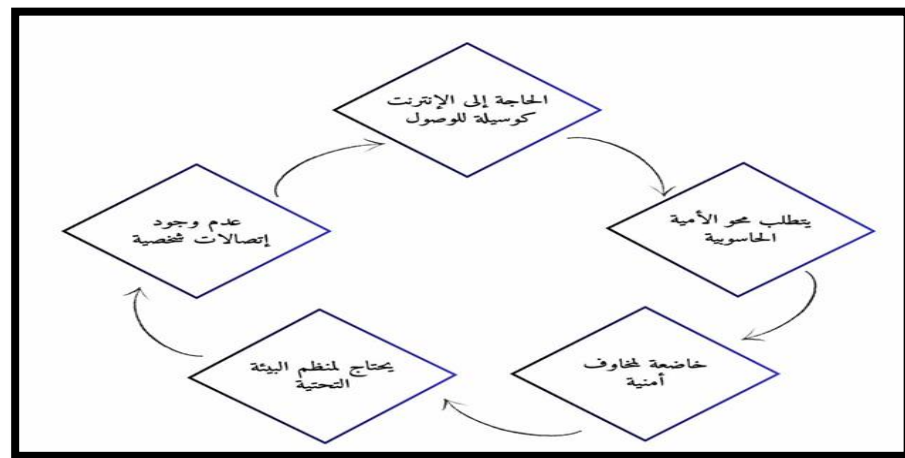 الحاجة إلى الإنترنت
كوسيلة للوصول
يتطلب محو الأمية
الحاسوبية
خاضعة لمخاوف
أمنية
يحتاج لمنظم البيئة
التحتية
عدم وجود
إتصالات شخصية